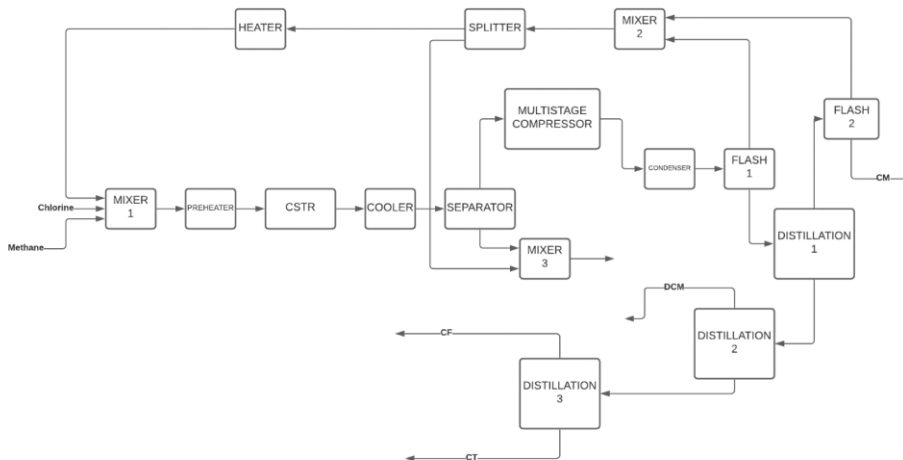 HEATER
SPLITTER
MIXER
2
FLASH
2
MULTISTAGE
COMPRESSOR
CONDENSER
FLASH
1
CM
Chlorine
Methane
MIXER
1
PREHEATER
CSTR
COOLER
SEPARATOR
MIXER
3
DISTILLATION
1
DCM
DISTILLATION
2
CF
DISTILLATION
3
CT